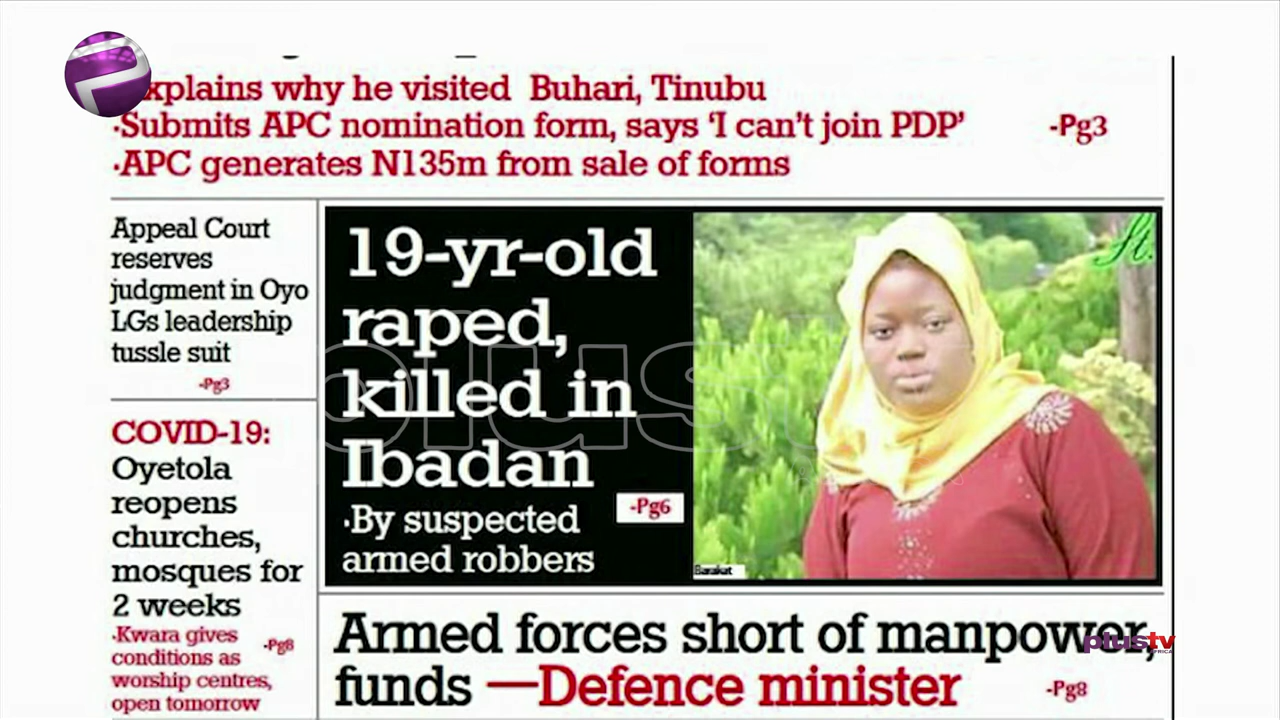 xplains why he visited Buhari, Tinubu
·Submits APC nomination form, says ‘I can’t join PDP’ -Pg3
·APC generates N135m from sale of forms
Appeal Court
reserves
judgment in Oyo
LGs leadership
tussle suit
-Pg3
COVID-19:
Oyetola
reopens
churches,
mosques for
2 weeks
·Kwara gives
conditions as
worship centres,
open tomorrow
-Pg8
19-yr-old
raped,
killed in
Ibadan
-Pg6
·By suspected
armed robbers
St.
Barakat
Armed forces short of manpower,
funds —Defence minister
-Pg8
plustv
AFRICA
plust